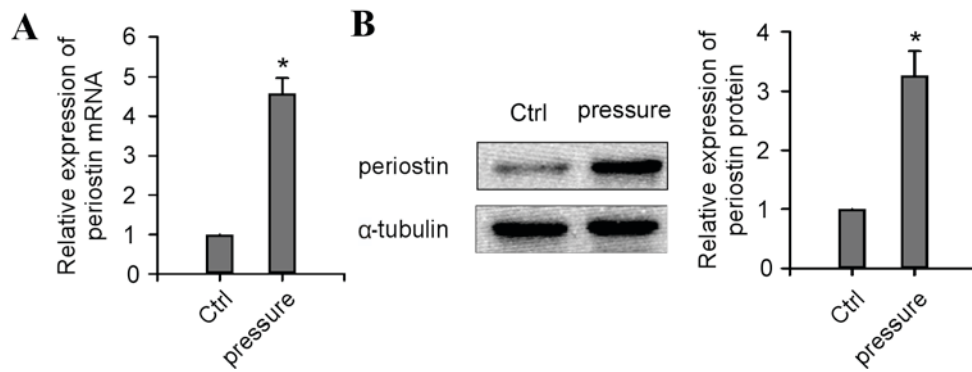 A
Relative expression of
periostin mRNA
6
5
4
3
2
1
0
*
Ctrl
pressure
B
Ctrl
pressure
periostin
α-tubulin
Relative expression of
periostin protein
4
3
2
1
0
*
Ctrl
pressure